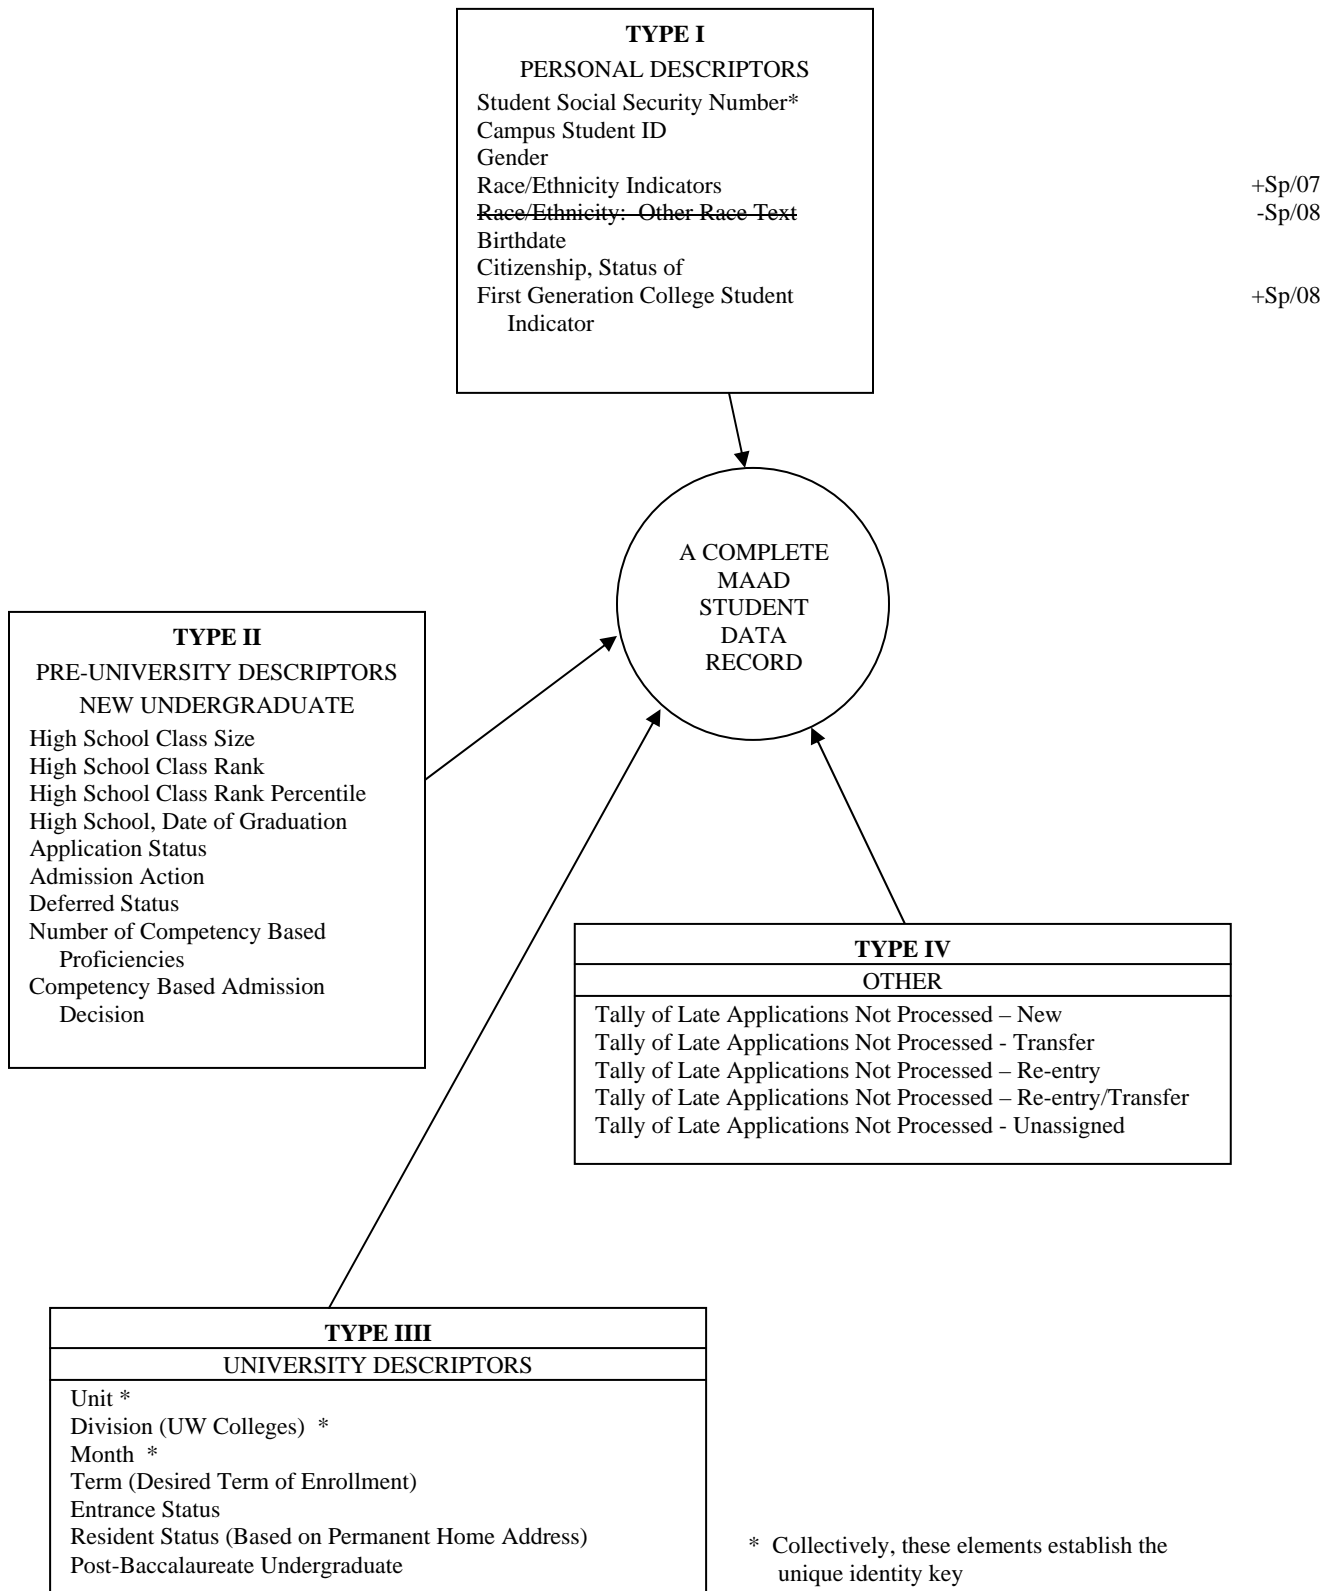 TYPE I
PERSONAL DESCRIPTORS
Student Social Security Number*
Campus Student ID
Gender
Race/Ethnicity Indicators +Sp/07
Race/Ethnicity: Other Race Text -Sp/08
Birthdate
Citizenship, Status of
First Generation College Student +Sp/08
Indicator
A COMPLETE
MAAD
STUDENT
DATA
RECORD
TYPE II
PRE-UNIVERSITY DESCRIPTORS
NEW UNDERGRADUATE
High School Class Size
High School Class Rank
High School Class Rank Percentile
High School, Date of Graduation
Application Status
Admission Action
Deferred Status
Number of Competency Based
Proficiencies
Competency Based Admission
Decision
TYPE IV
OTHER
Tally of Late Applications Not Processed – New
Tally of Late Applications Not Processed - Transfer
Tally of Late Applications Not Processed – Re-entry
Tally of Late Applications Not Processed – Re-entry/Transfer
Tally of Late Applications Not Processed - Unassigned
TYPE IIII
UNIVERSITY DESCRIPTORS
Unit *
Division (UW Colleges) *
Month *
Term (Desired Term of Enrollment)
Entrance Status
Resident Status (Based on Permanent Home Address)
Post-Baccalaureate Undergraduate
* Collectively, these elements establish the
unique identity key